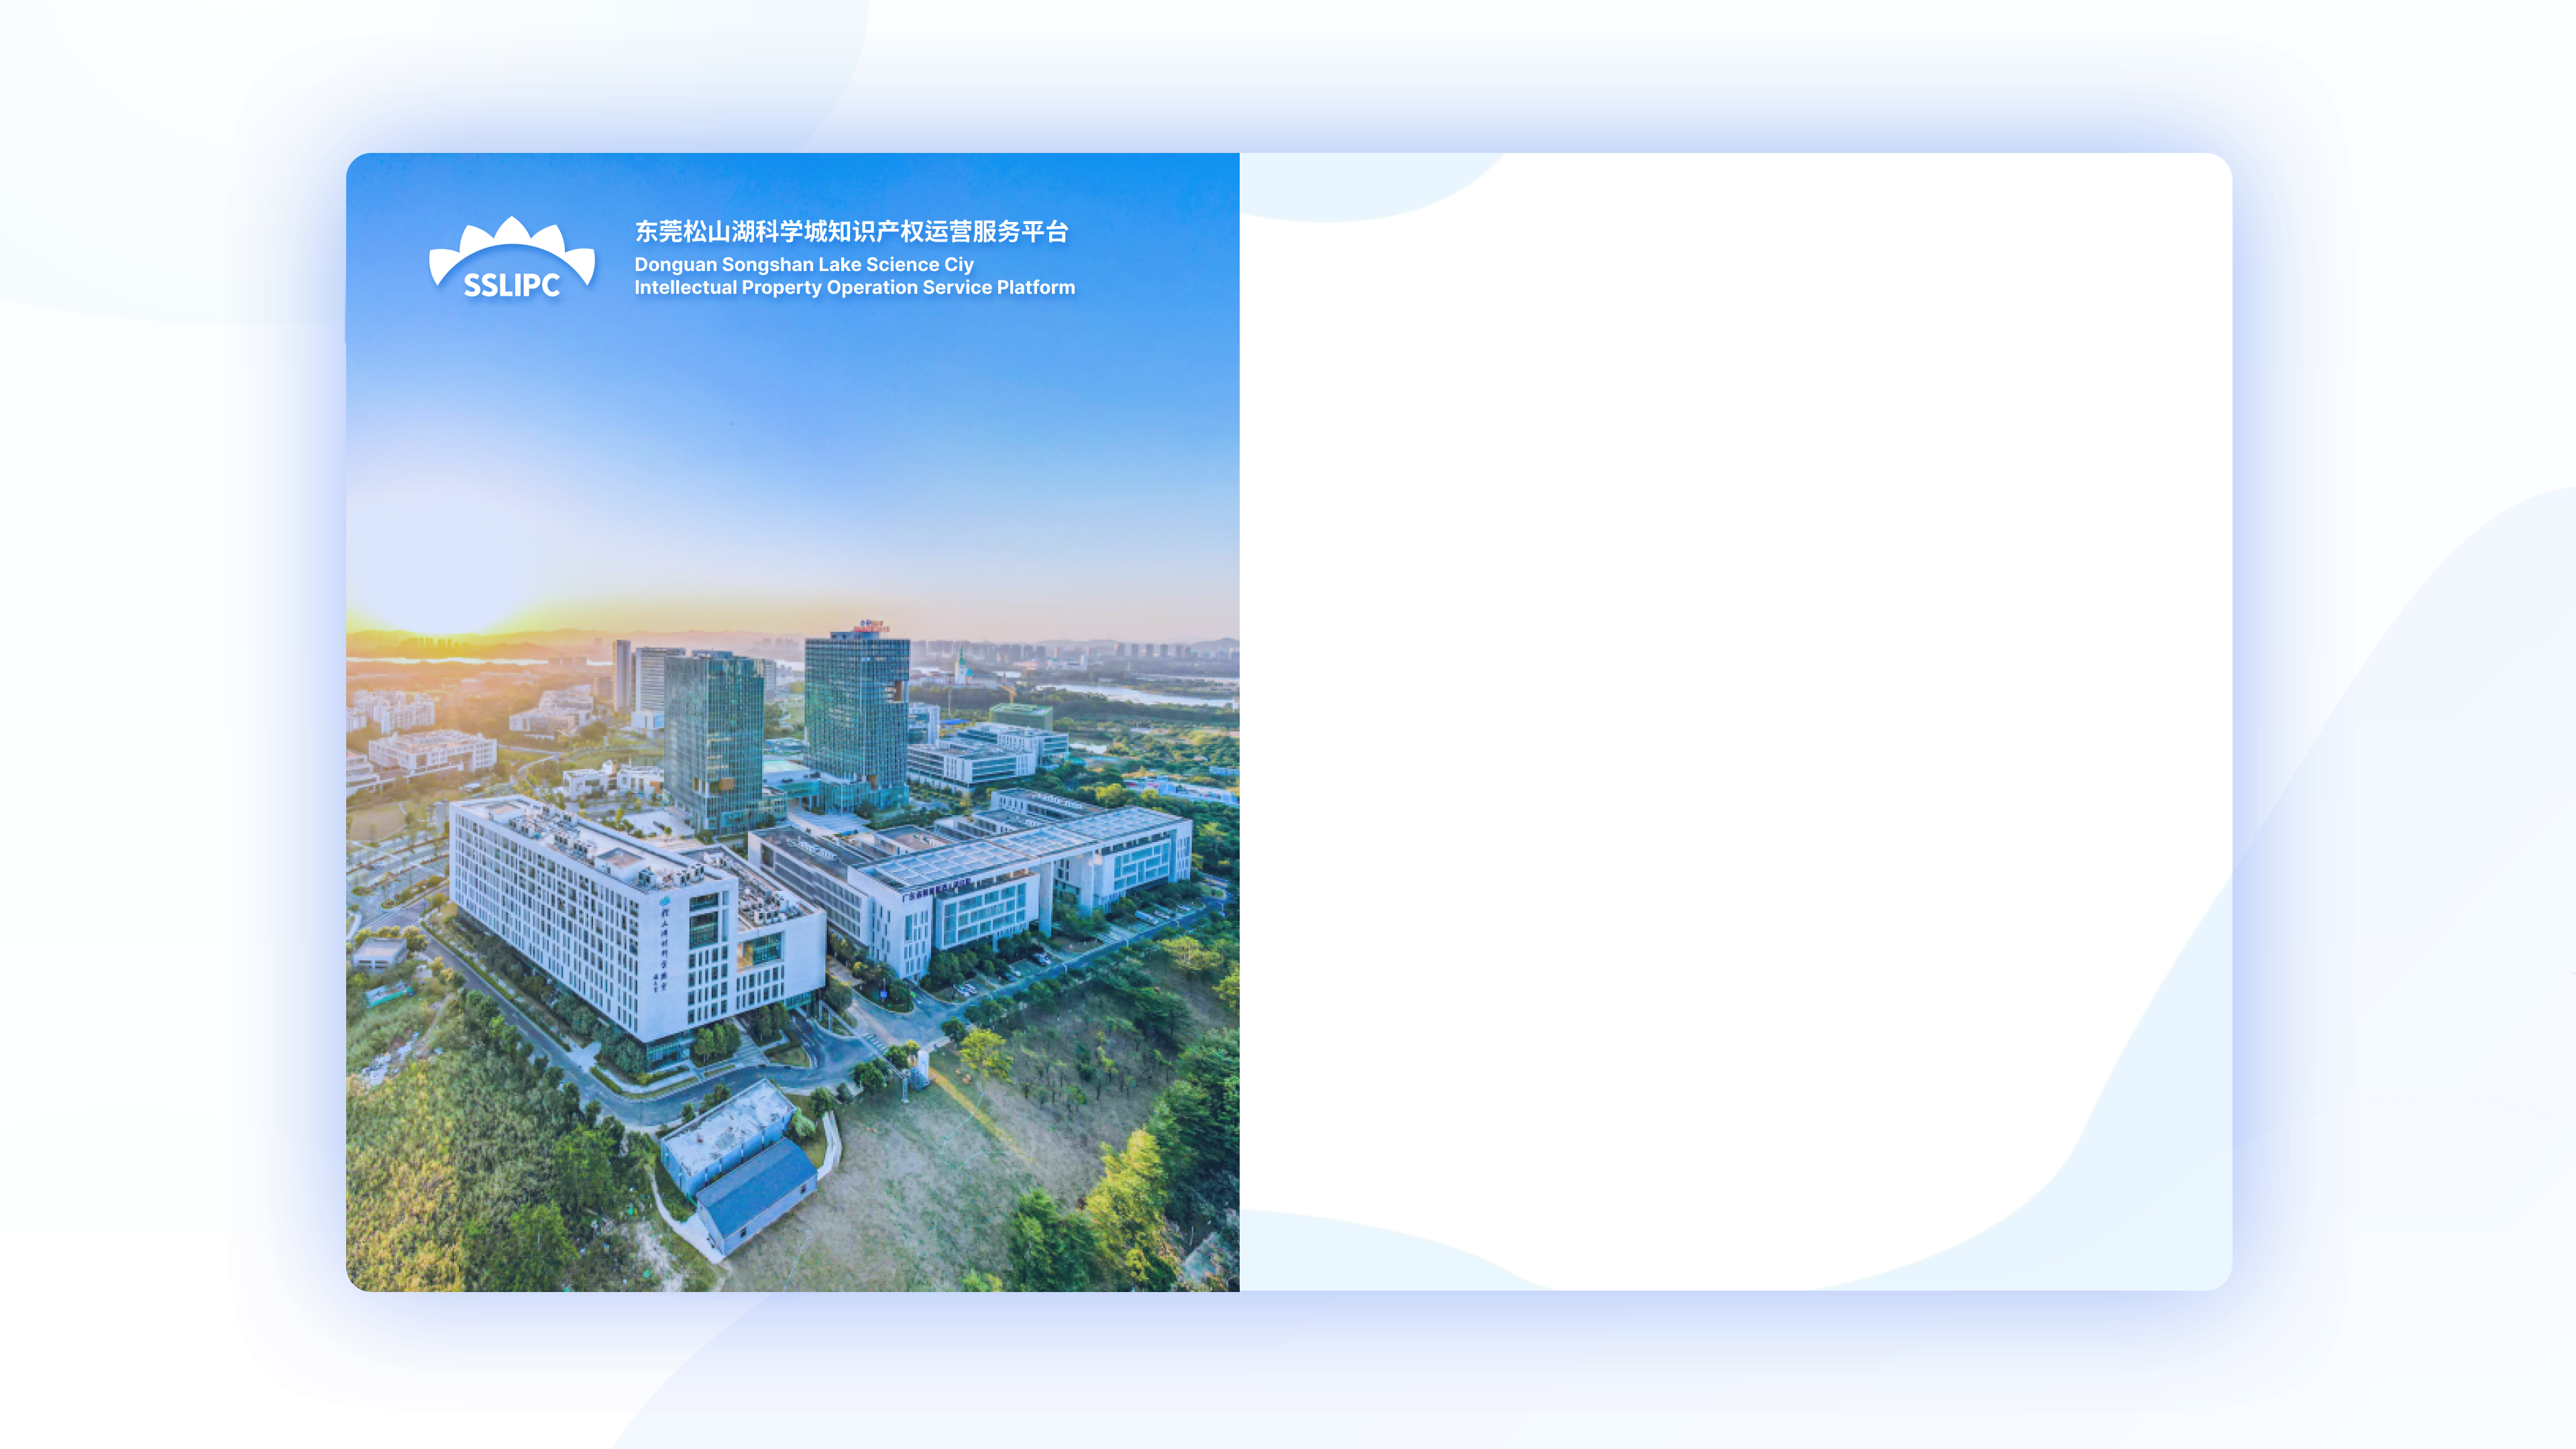 东莞松山湖科学城知识产权运营服务平台
Donguan Songshan Lake Science Ciy
SSLIPC
Intellectual Property Operation Service Platform